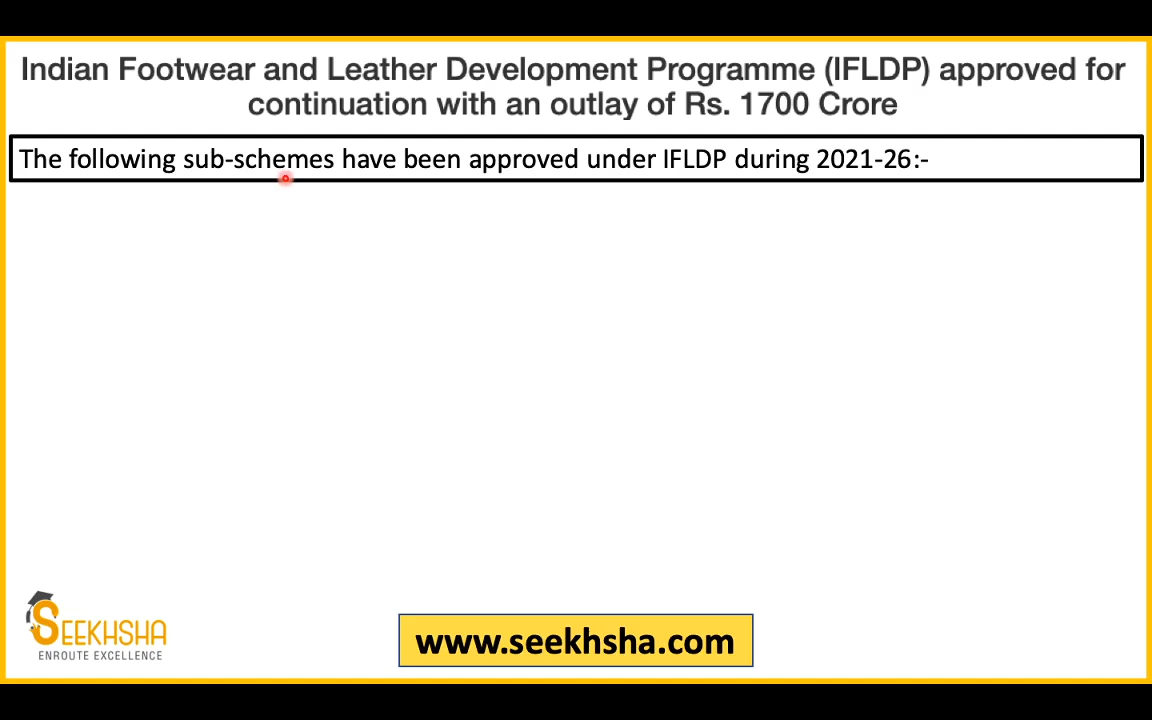 Indian Footwear and Leather Development Programme (IFLDP) approved for
continuation with an outlay of Rs. 1700 Crore
The following sub-schemes have been approved under IFLDP during 2021-26:-
SEEKHSHA
ENROUTE EXCELLENCE
www.seekhsha.com